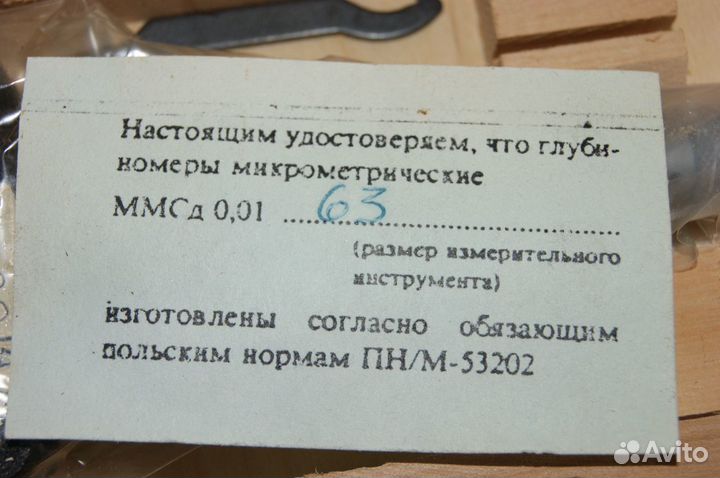 Настоящим удостоверяем, что глуби-
номеры микрометрические
ММСд 0,01 ......63......
(размер измерительного
инструмента)
изготовлены согласно обязающим
польским нормам ПН/М-53202
Avito